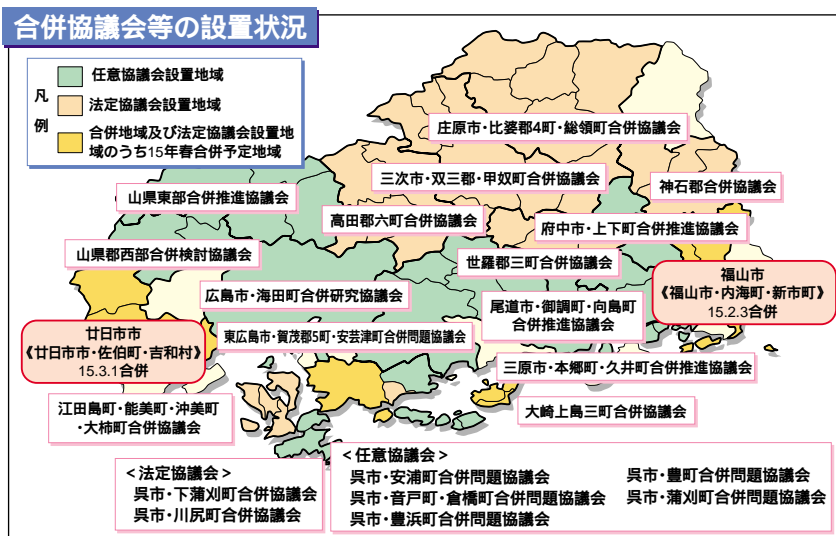 合併協議会等の設置状況
凡例
任意協議会設置地域
法定協議会設置地域
合併地域及び法定協議会設置地
域のうち15年春合併予定地域
庄原市・比婆郡4町・総領町合併協議会
三次市・双三郡・甲奴町合併協議会
神石郡合併協議会
山県東部合併推進協議会
高田郡六町合併協議会
府中市・上下町合併推進協議会
山県郡西部合併検討協議会
世羅郡三町合併協議会
福山市
《福山市・内海町・新市町》
15.2.3合併
広島市・海田町合併研究協議会
尾道市・御調町・向島町
合併推進協議会
廿日市市
《廿日市市・佐伯町・吉和村》
15.3.1合併
東広島市・賀茂郡5町・安芸津町合併問題協議会
三原市・本郷町・久井町合併推進協議会
江田島町・能美町・沖美町
・大柿町合併協議会
大崎上島三町合併協議会
＜法定協議会＞
呉市・下蒲刈町合併協議会
呉市・川尻町合併協議会
＜任意協議会＞
呉市・安浦町合併問題協議会
呉市・音戸町・倉橋町合併問題協議会
呉市・豊浜町合併問題協議会
呉市・豊町合併問題協議会
呉市・蒲刈町合併問題協議会